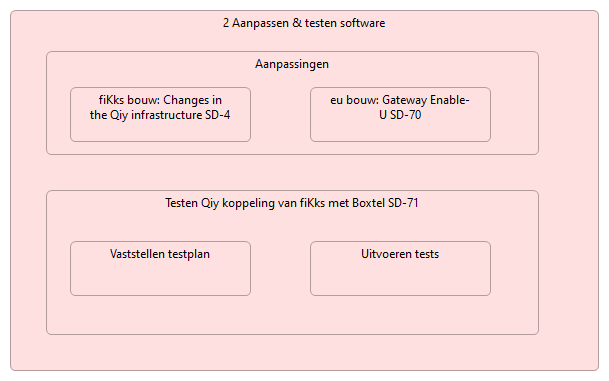 2 Aanpassen & testen software
Aanpassingen
fiKks bouw: Changes in
the Qiy infrastructure SD-4
eu bouw: Gateway Enable-
U SD-70
Testen Qiy koppeling van fiKks met Boxtel SD-71
Vaststellen testplan
Uitvoeren tests